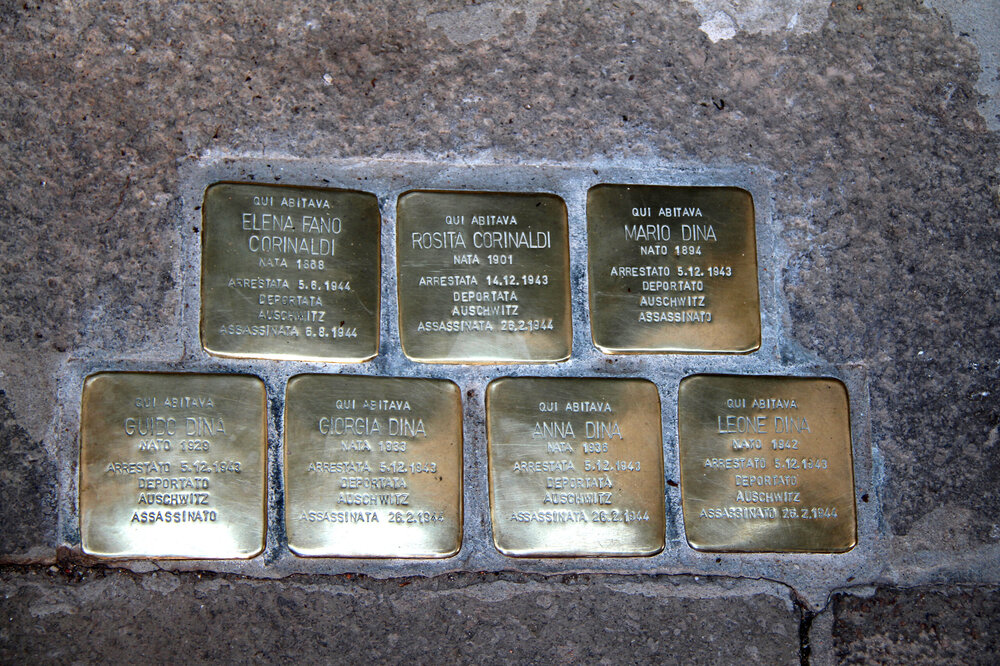 QUI ABITAVA
ELENA FANO
CORINALDI
NATA 1868
ARRESTATA 5.6.1944
DEPORTATA
AUSCHWITZ
ASSASSINATA 6.8.1944
QUI ABITAVA
ROSITA CORINALDI
NATA 1901
ARRESTATA 14.12.1943
DEPORTATA
AUSCHWITZ
ASSASSINATA 26.2.1944
QUI ABITAVA
MARIO DINA
NATO 1894
ARRESTATO 5.12.1943
DEPORTATO
AUSCHWITZ
ASSASSINATO
QUI ABITAVA
GUIDO DINA
NATO 1929
ARRESTATO 5.12.1943
DEPORTATO
AUSCHWITZ
ASSASSINATO
QUI ABITAVA
GIORGIA DINA
NATA 1933
ARRESTATA 5.12.1943
DEPORTATA
AUSCHWITZ
ASSASSINATA 26.2.1944
QUI ABITAVA
ANNA DINA
NATA 1936
ARRESTATA 5.12.1943
DEPORTATA
AUSCHWITZ
ASSASSINATA 26.2.1944
QUI ABITAVA
LEONE DINA
NATO 1942
ARRESTATO 5.12.1943
DEPORTATO
AUSCHWITZ
ASSASSINATO 26.2.1944